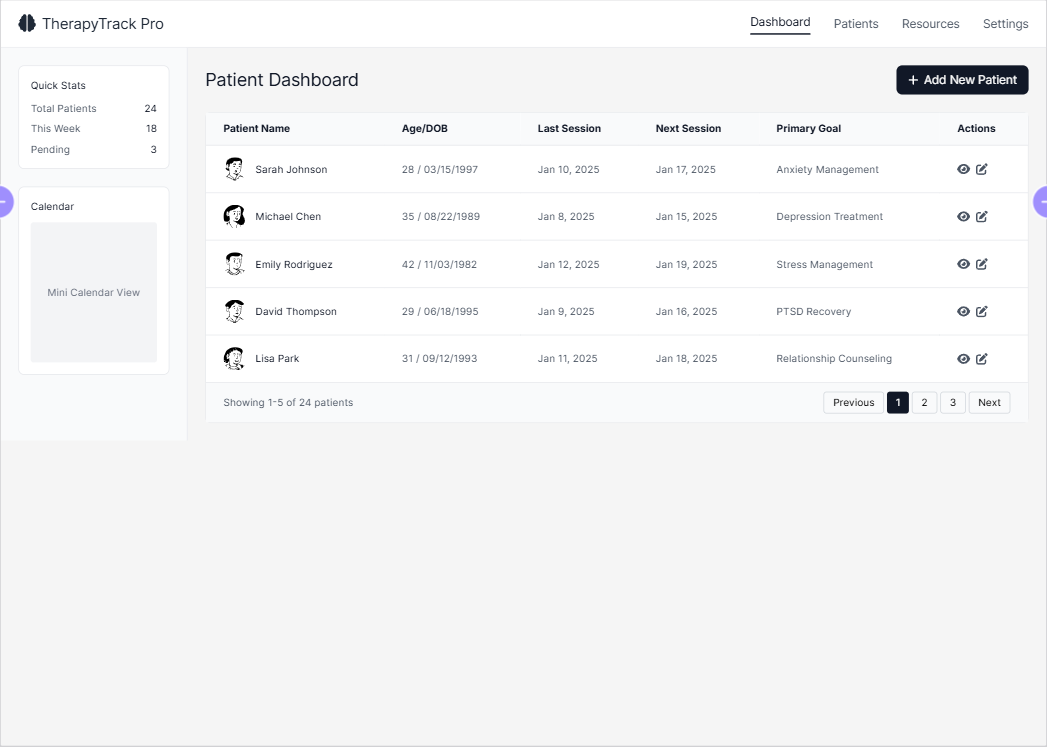 TherapyTrack Pro
Dashboard Patients Resources Settings
Quick Stats
Total Patients 24
This Week 18
Pending 3
Calendar
Mini Calendar View
Patient Dashboard
+ Add New Patient
Patient Name Age/DOB Last Session Next Session Primary Goal Actions
Sarah Johnson 28 / 03/15/1997 Jan 10, 2025 Jan 17, 2025 Anxiety Management
Michael Chen 35 / 08/22/1989 Jan 8, 2025 Jan 15, 2025 Depression Treatment
Emily Rodriguez 42 / 11/03/1982 Jan 12, 2025 Jan 19, 2025 Stress Management
David Thompson 29 / 06/18/1995 Jan 9, 2025 Jan 16, 2025 PTSD Recovery
Lisa Park 31 / 09/12/1993 Jan 11, 2025 Jan 18, 2025 Relationship Counseling
Showing 1-5 of 24 patients
Previous 1 2 3 Next